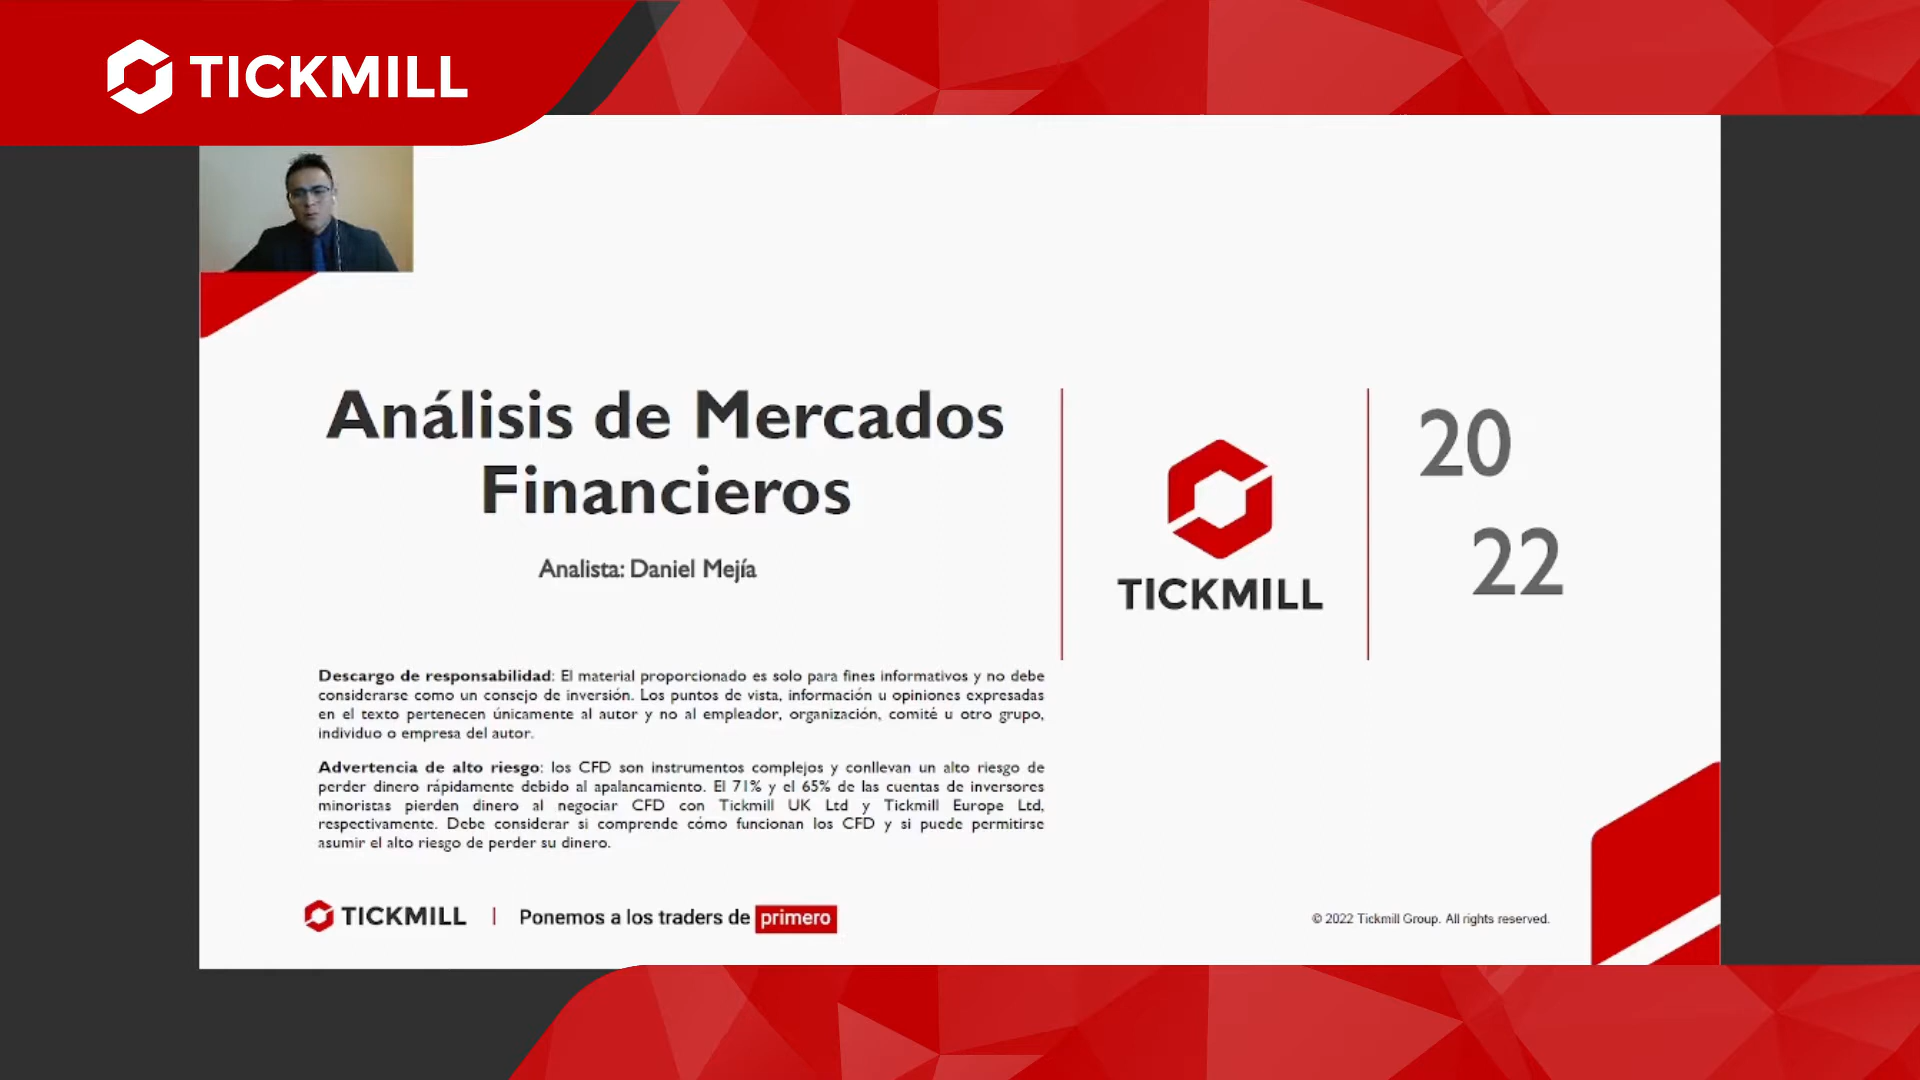 TICKMILL
Análisis de Mercados
Financieros
Analista: Daniel Mejía
TICKMILL
20
22
Descargo de responsabilidad: El material proporcionado es solo para fines informativos y no debe
considerarse como un consejo de inversión. Los puntos de vista, información u opiniones expresadas
en el texto pertenecen únicamente al autor y no al empleador, organización, comité u otro grupo,
individuo o empresa del autor.
Advertencia de alto riesgo: los CFD son instrumentos complejos y conllevan un alto riesgo de
perder dinero rápidamente debido al apalancamiento. El 71% y el 65% de las cuentas de inversores
minoristas pierden dinero al negociar CFD con Tickmill UK Ltd y Tickmill Europe Ltd,
respectivamente. Debe considerar si comprende cómo funcionan los CFD y si puede permitirse
asumir el alto riesgo de perder su dinero.
TICKMILL | Ponemos a los traders de primero
© 2022 Tickmill Group. All rights reserved.